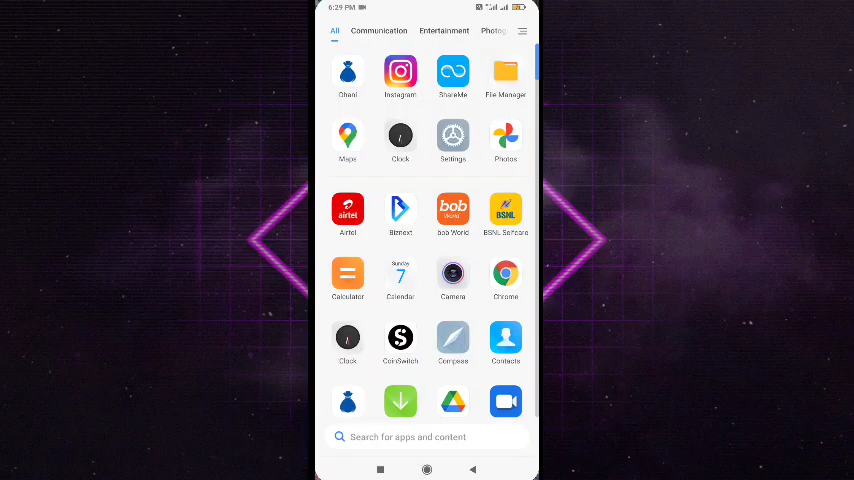 6:29 PM
All Communication Entertainment Photog
Dhani Instagram ShareMe File Manager
Maps Clock Settings Photos
airtel bob World BSNL
Airtel Biznext bob World BSNL Selfcare
Sunday
7
Calculator Calendar Camera Chrome
Clock CoinSwitch Compass Contacts
Search for apps and content